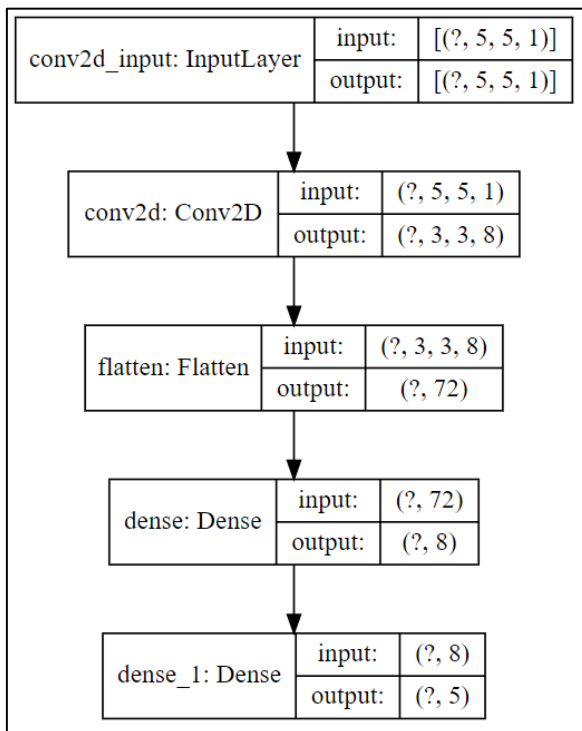 conv2d_input: InputLayer
input: [(?, 5, 5, 1)]
output: [(?, 5, 5, 1)]
conv2d: Conv2D
input: (?, 5, 5, 1)
output: (?, 3, 3, 8)
flatten: Flatten
input: (?, 3, 3, 8)
output: (?, 72)
dense: Dense
input: (?, 72)
output: (?, 8)
dense_1: Dense
input: (?, 8)
output: (?, 5)